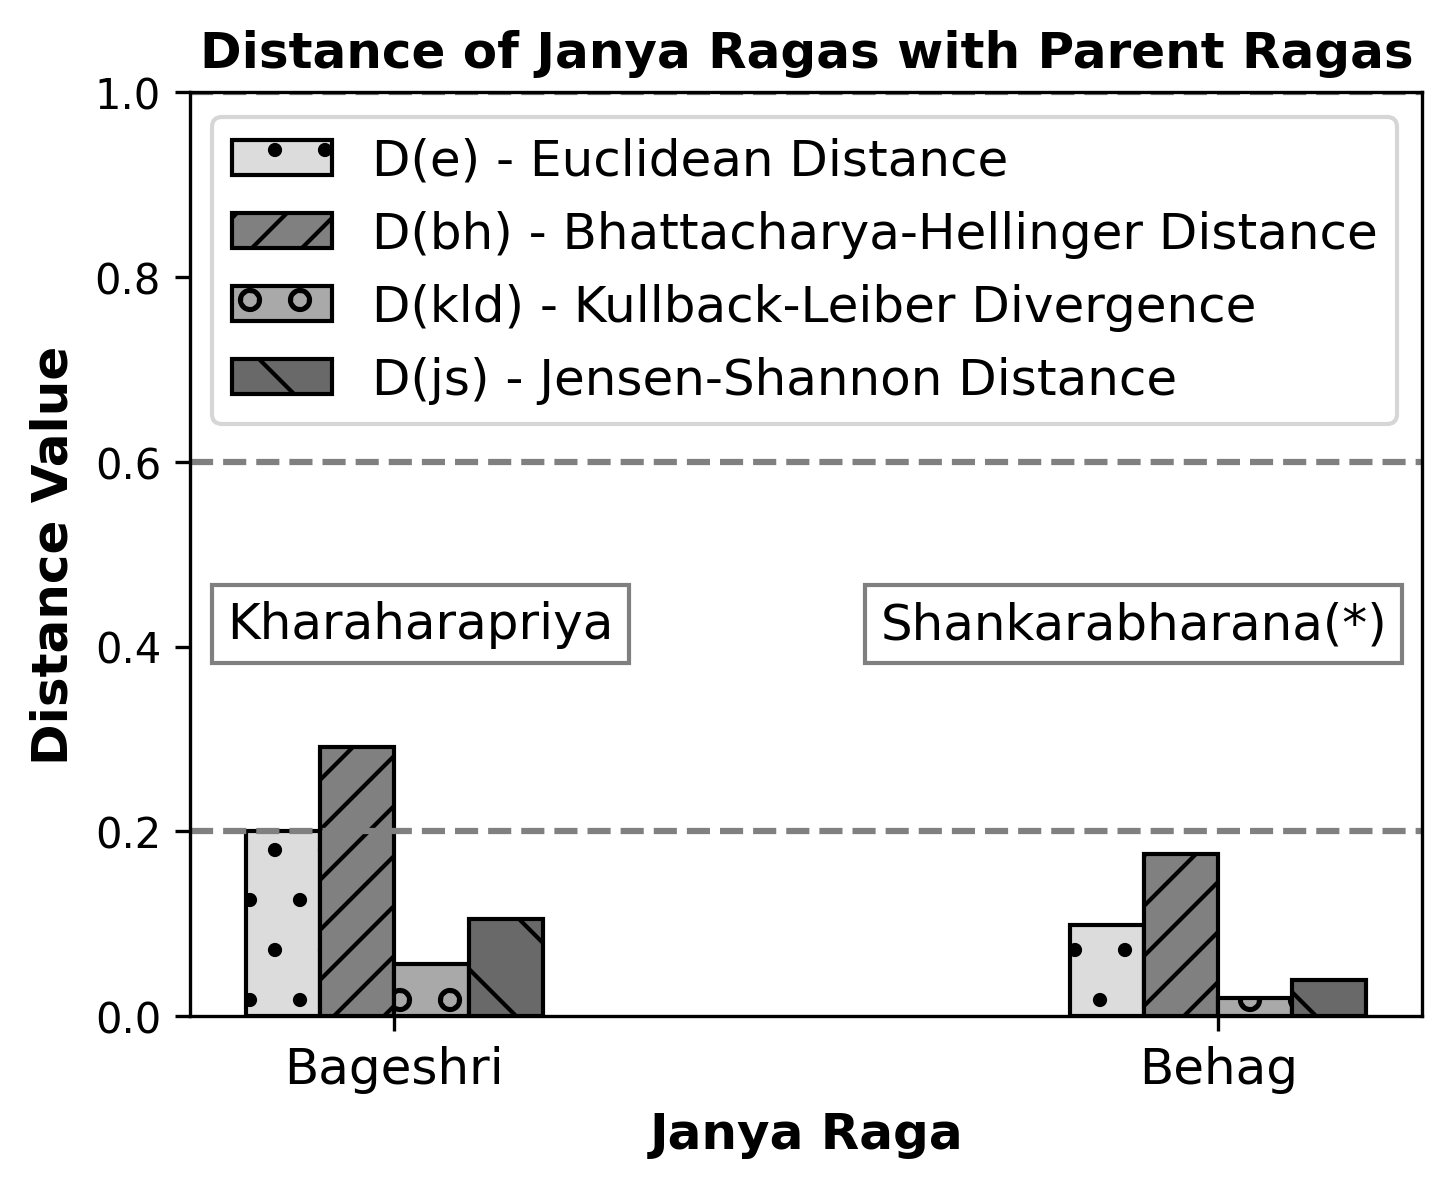 Distance of Janya Ragas with Parent Ragas
1.0
D(e) - Euclidean Distance
D(bh) - Bhattacharya-Hellinger Distance
D(kld) - Kullback-Leiber Divergence
D(js) - Jensen-Shannon Distance
0.8
0.6
0.4
0.2
0.0
Distance Value
Kharaharapriya
Shankarabharana(*)
Bageshri
Behag
Janya Raga